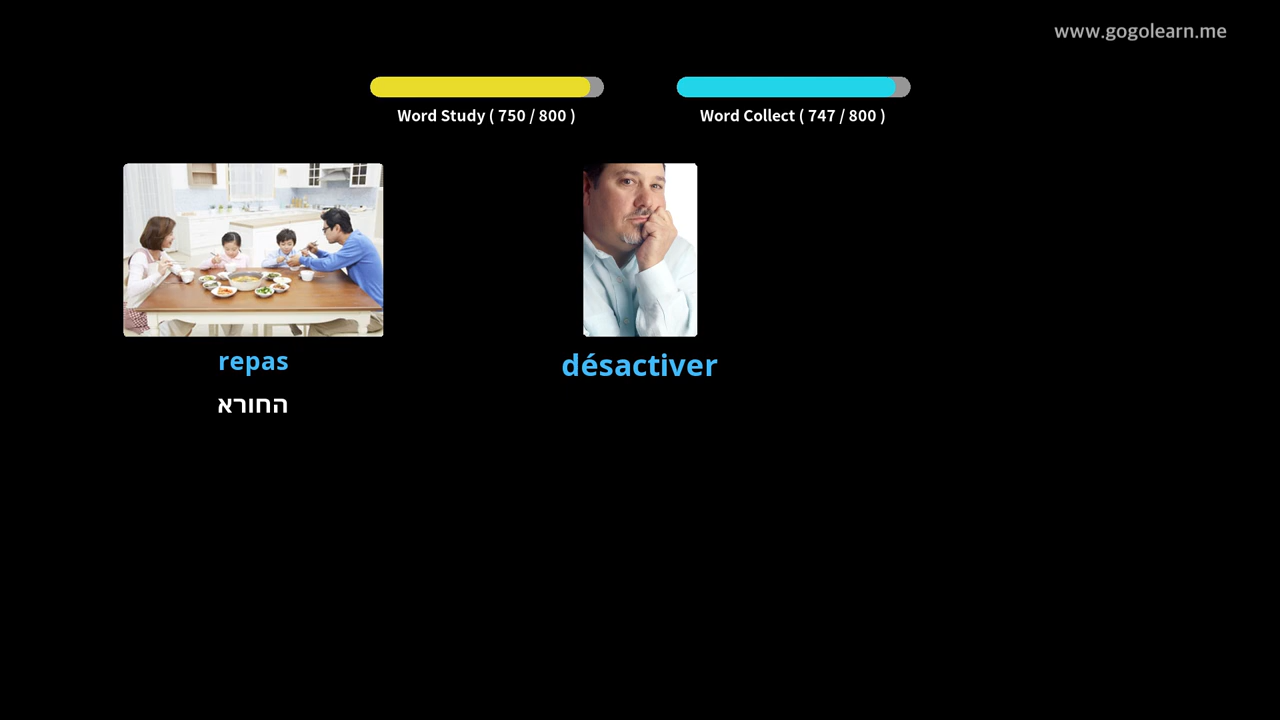 www.gogolearn.me
Word Study ( 750 / 800 )
Word Collect ( 747 / 800 )
repas
החורא
désactiver